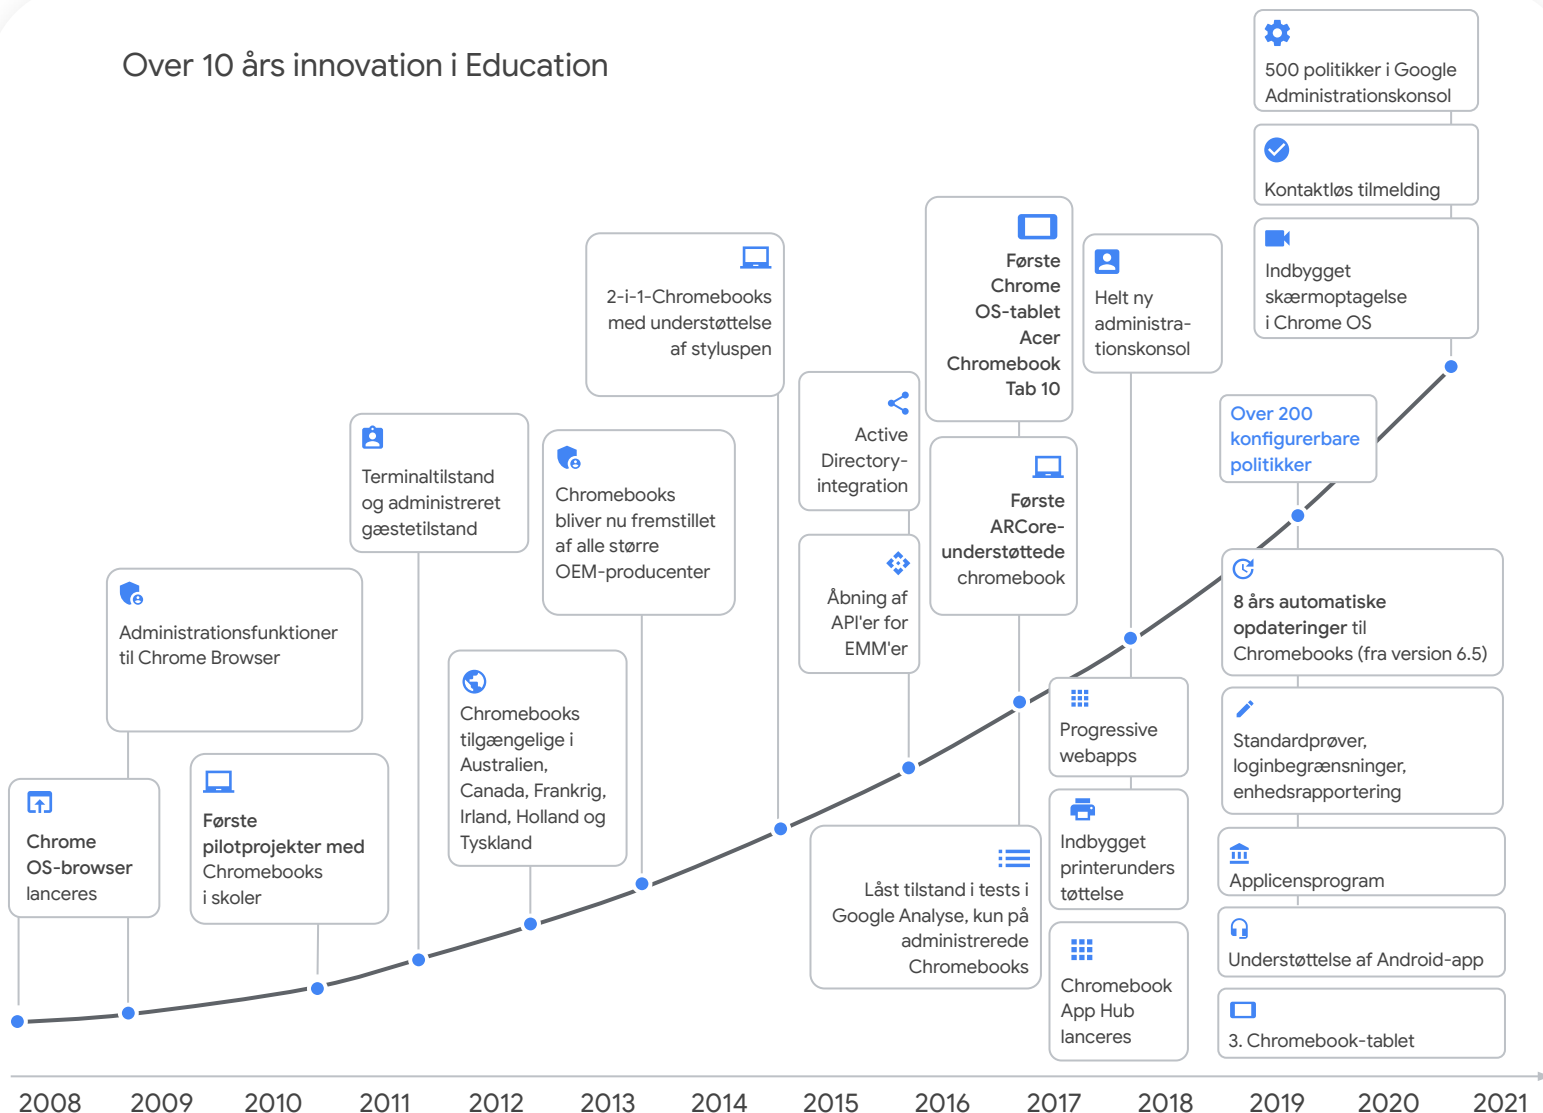 Over 10 års innovation i Education
Chrome
OS-browser
lanceres
Administrationsfunktioner
til Chrome Browser
Første
pilotprojekter med
Chromebooks
i skoler
Terminaltilstand
og administreret
gæstetilstand
Chromebooks
tilgængelige i
Australien,
Canada, Frankrig,
Irland, Holland og
Tyskland
Chromebooks
bliver nu fremstillet
af alle større
OEM-producenter
2-i-1-Chromebooks
med understøttelse
af styluspen
Active
Directory-
integration
Åbning af
API'er for
EMM'er
Første
Chrome
OS-tablet
Acer
Chromebook
Tab 10
Første
ARCore-
understøttede
chromebook
Låst tilstand i tests i
Google Analyse, kun på
administrerede
Chromebooks
Helt ny
administra-
tionskonsol
Progressive
webapps
Indbygget
printerunders
tøttelse
Chromebook
App Hub
lanceres
Over 200
konfigurerbare
politikker
8 års automatiske
opdateringer til
Chromebooks (fra version 6.5)
Standardprøver,
loginbegrænsninger,
enhedsrapportering
Applicensprogram
Understøttelse af Android-app
3. Chromebook-tablet
500 politikker i Google
Administrationskonsol
Kontaktløs tilmelding
Indbygget
skærmoptagelse
i Chrome OS
2008 2009 2010 2011 2012 2013 2014 2015 2016 2017 2018 2019 2020 2021